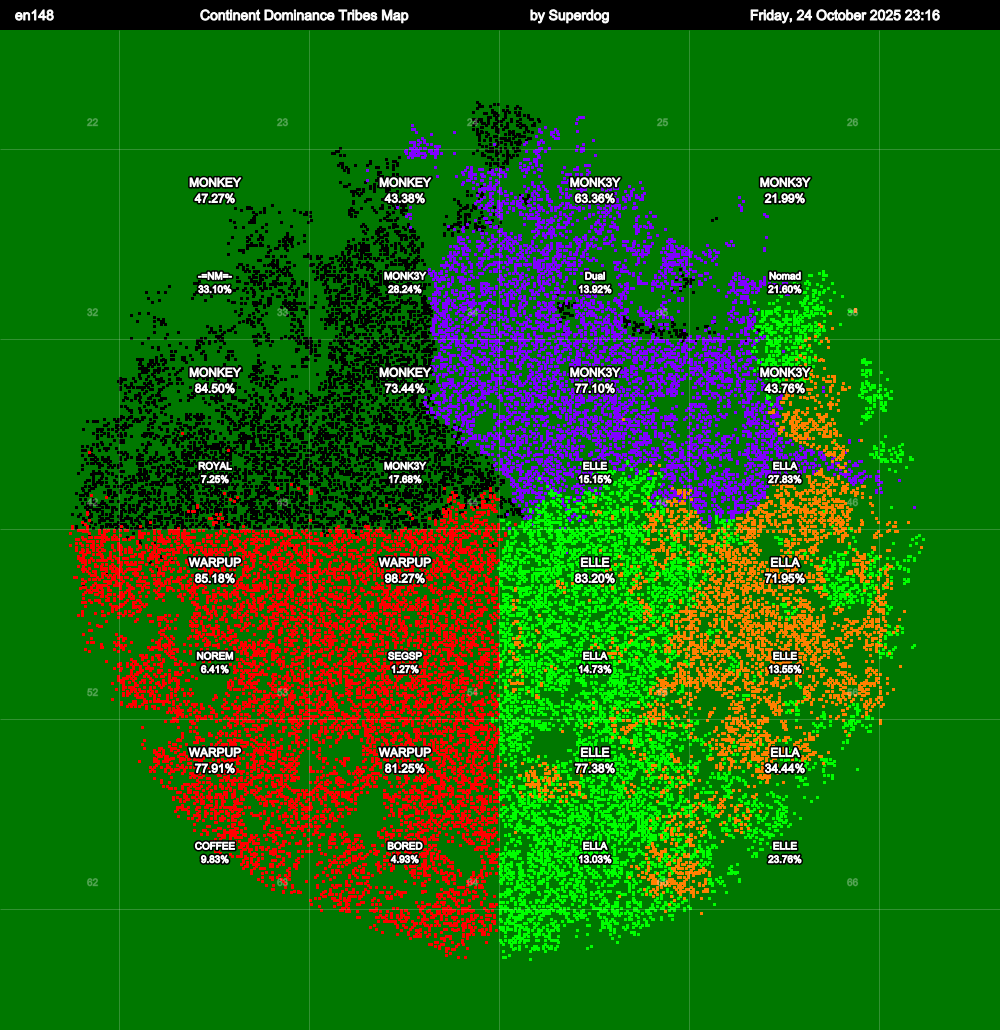 en148 Continent Dominance Tribes Map by Superdog Friday, 24 October 2025 23:16
22 23 25 26
MONKEY MONKEY MONK3Y MONK3Y
47.27% 43.38% 63.36% 21.99%
-=NM=- MONK3Y Dual Nomad
33.10% 28.24% 13.92% 21.60%
32 33 34 35
MONKEY MONKEY MONK3Y MONK3Y
84.50% 73.44% 77.10% 43.76%
ROYAL MONK3Y ELLE ELLA
7.25% 17.68% 15.15% 27.83%
WARPUP WARPUP ELLE ELLA
85.18% 98.27% 83.20% 71.95%
NOREM SEGSP ELLA ELLE
6.41% 1.27% 14.73% 13.55%
52 53 54
WARPUP WARPUP ELLE ELLA
77.91% 81.25% 77.38% 34.44%
COFFEE BORED ELLA ELLE
9.83% 4.93% 13.03% 23.76%
62 63 64 66